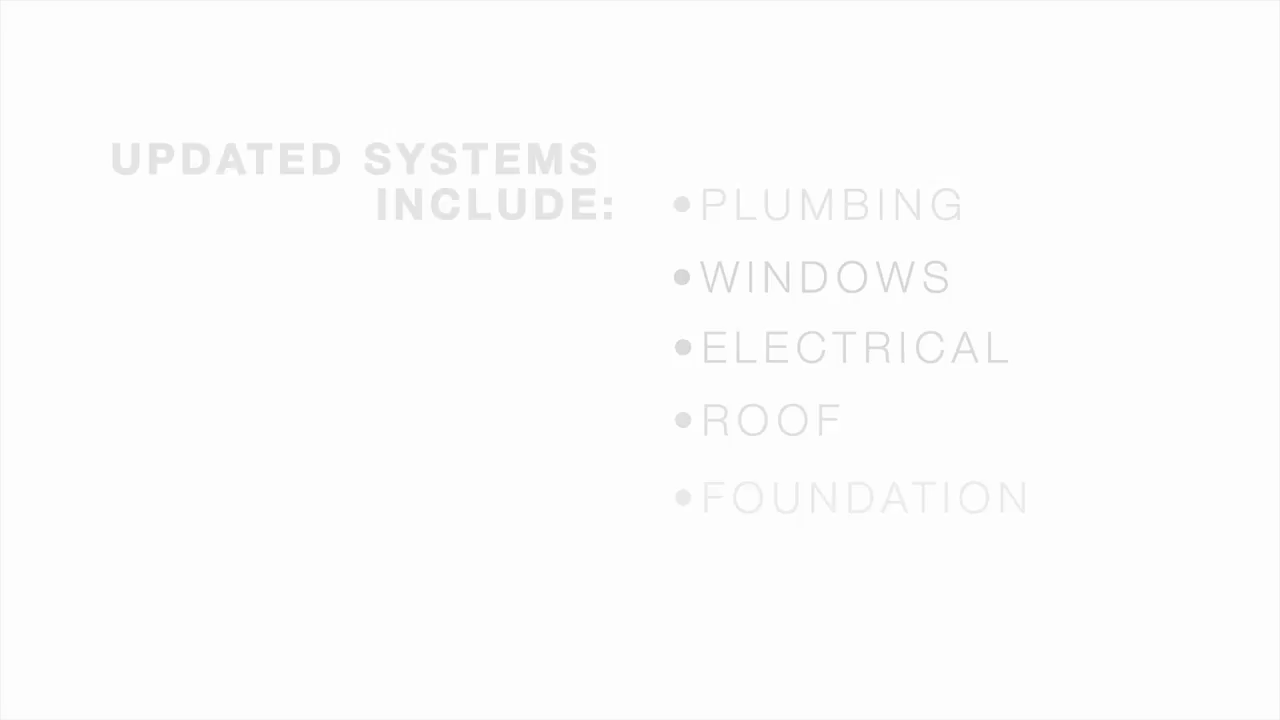 UPDATED SYSTEMS
INCLUDE:
•PLUMBING
•WINDOWS
•ELECTRICAL
•ROOF
•FOUNDATION